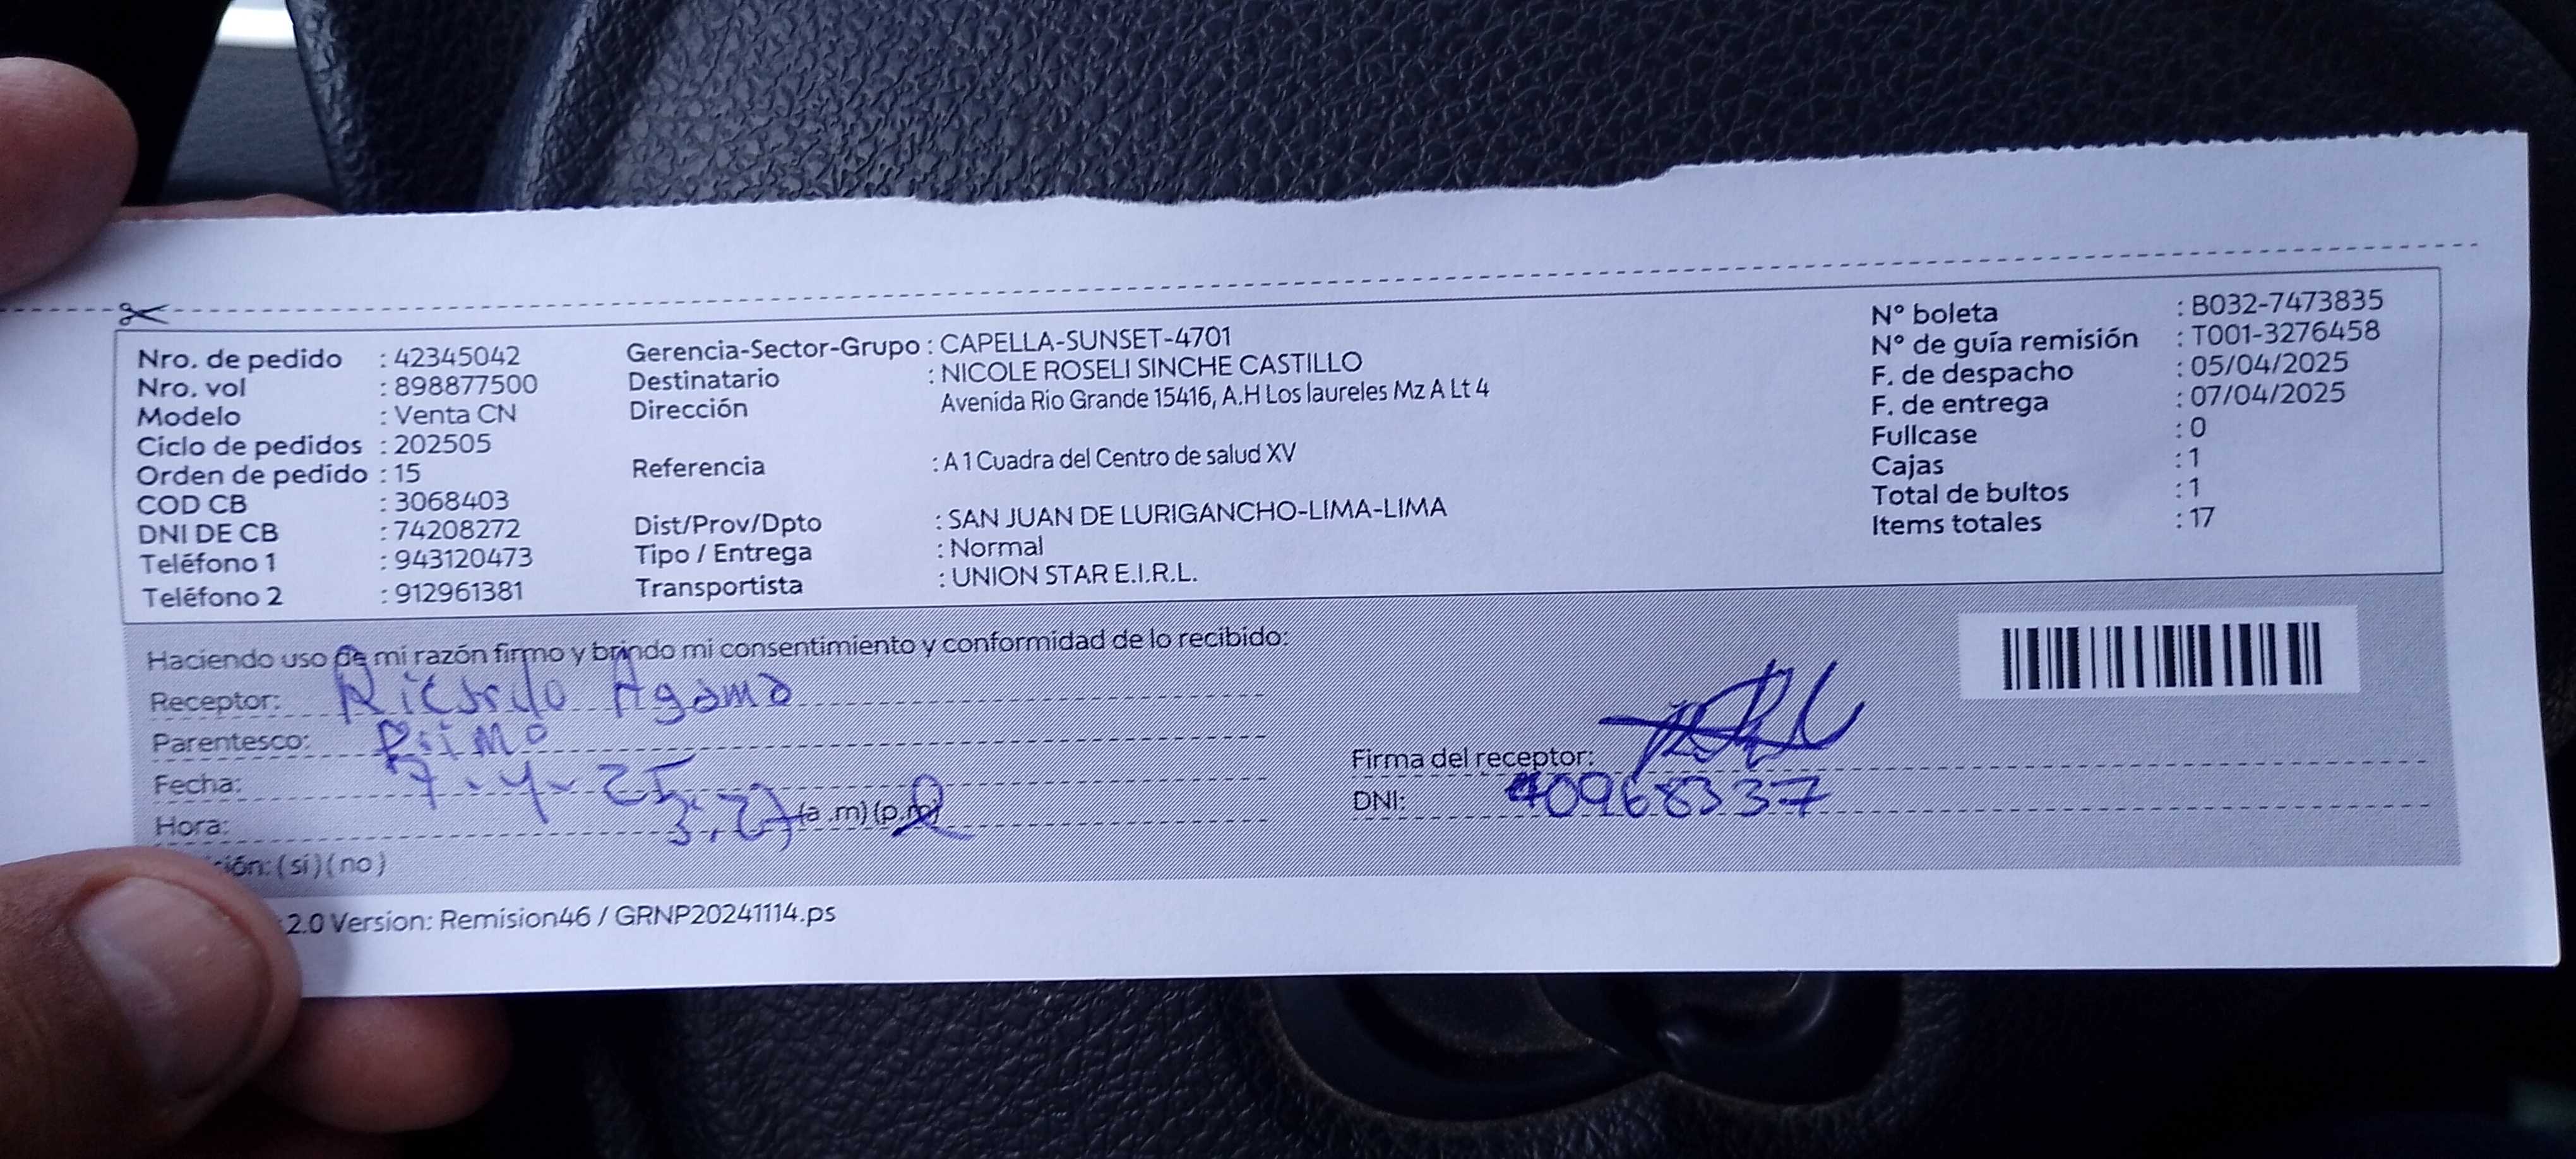 Nro. de pedido : 42345042
Nro. vol : 898877500
Modelo : Venta CN
Ciclo de pedidos : 202505
Orden de pedido : 15
COD CB : 3068403
DNI DE CB : 74208272
Teléfono 1 : 943120473
Teléfono 2 : 912961381
Gerencia-Sector-Grupo : CAPELLA-SUNSET-4701
Destinatario : NICOLE ROSELI SINCHE CASTILLO
Dirección Avenida Río Grande 15416, A.H Los laureles Mz A Lt 4
Referencia : A 1 Cuadra del Centro de salud XV
Dist/Prov/Dpto : SAN JUAN DE LURIGANCHO-LIMA-LIMA
Tipo / Entrega : Normal
Transportista : UNION STAR E.I.R.L.
N° boleta : B032-7473835
N° de guía remisión : T001-3276458
F. de despacho : 05/04/2025
F. de entrega : 07/04/2025
Fullcase : 0
Cajas : 1
Total de bultos : 1
Items totales : 17
Haciendo uso de mi razón firmo y brindo mi consentimiento y conformidad de lo recibido:
Receptor: Ricardo Agama
Parentesco: Primo
Fecha: 7-4-25
Hora: (a.m)(p.m)
Firma del receptor:
DNI: 40968337
(sí)(no)
2.0 Version: Remision46 / GRNP20241114.ps